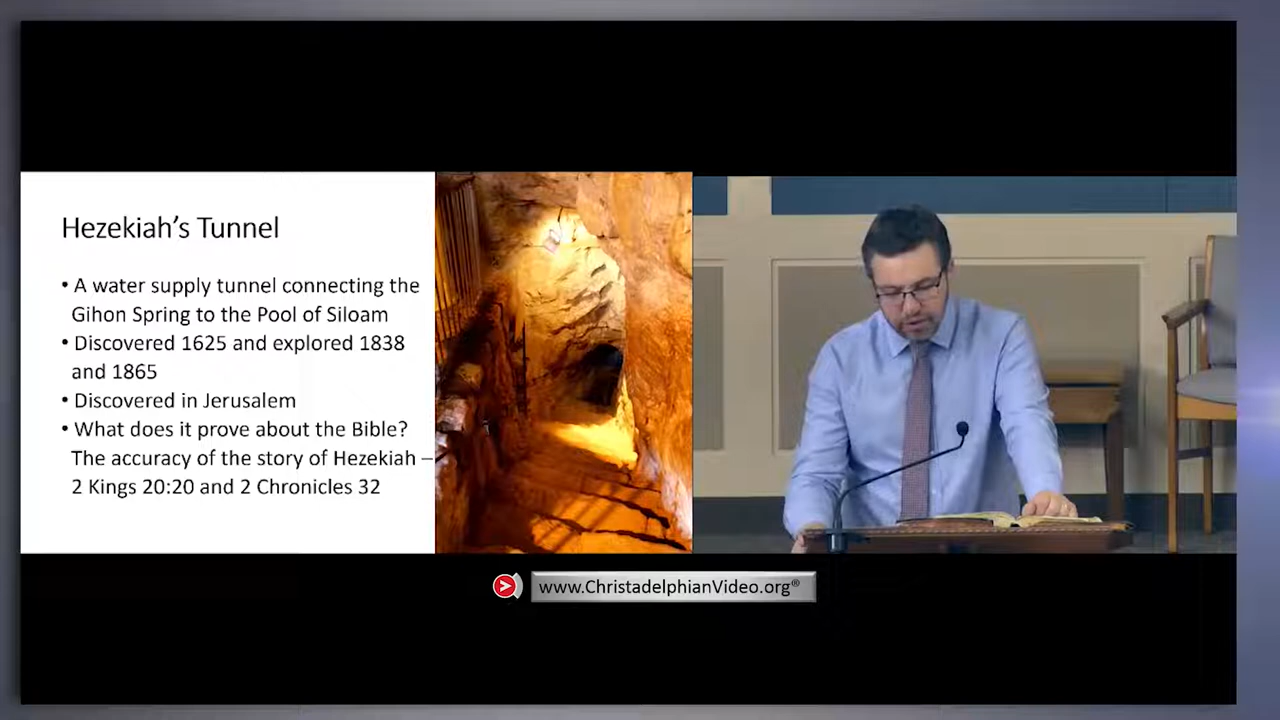 Hezekiah's Tunnel
• A water supply tunnel connecting the
Gihon Spring to the Pool of Siloam
• Discovered 1625 and explored 1838
and 1865
• Discovered in Jerusalem
• What does it prove about the Bible?
The accuracy of the story of Hezekiah –
2 Kings 20:20 and 2 Chronicles 32
www.ChristadelphianVideo.org®